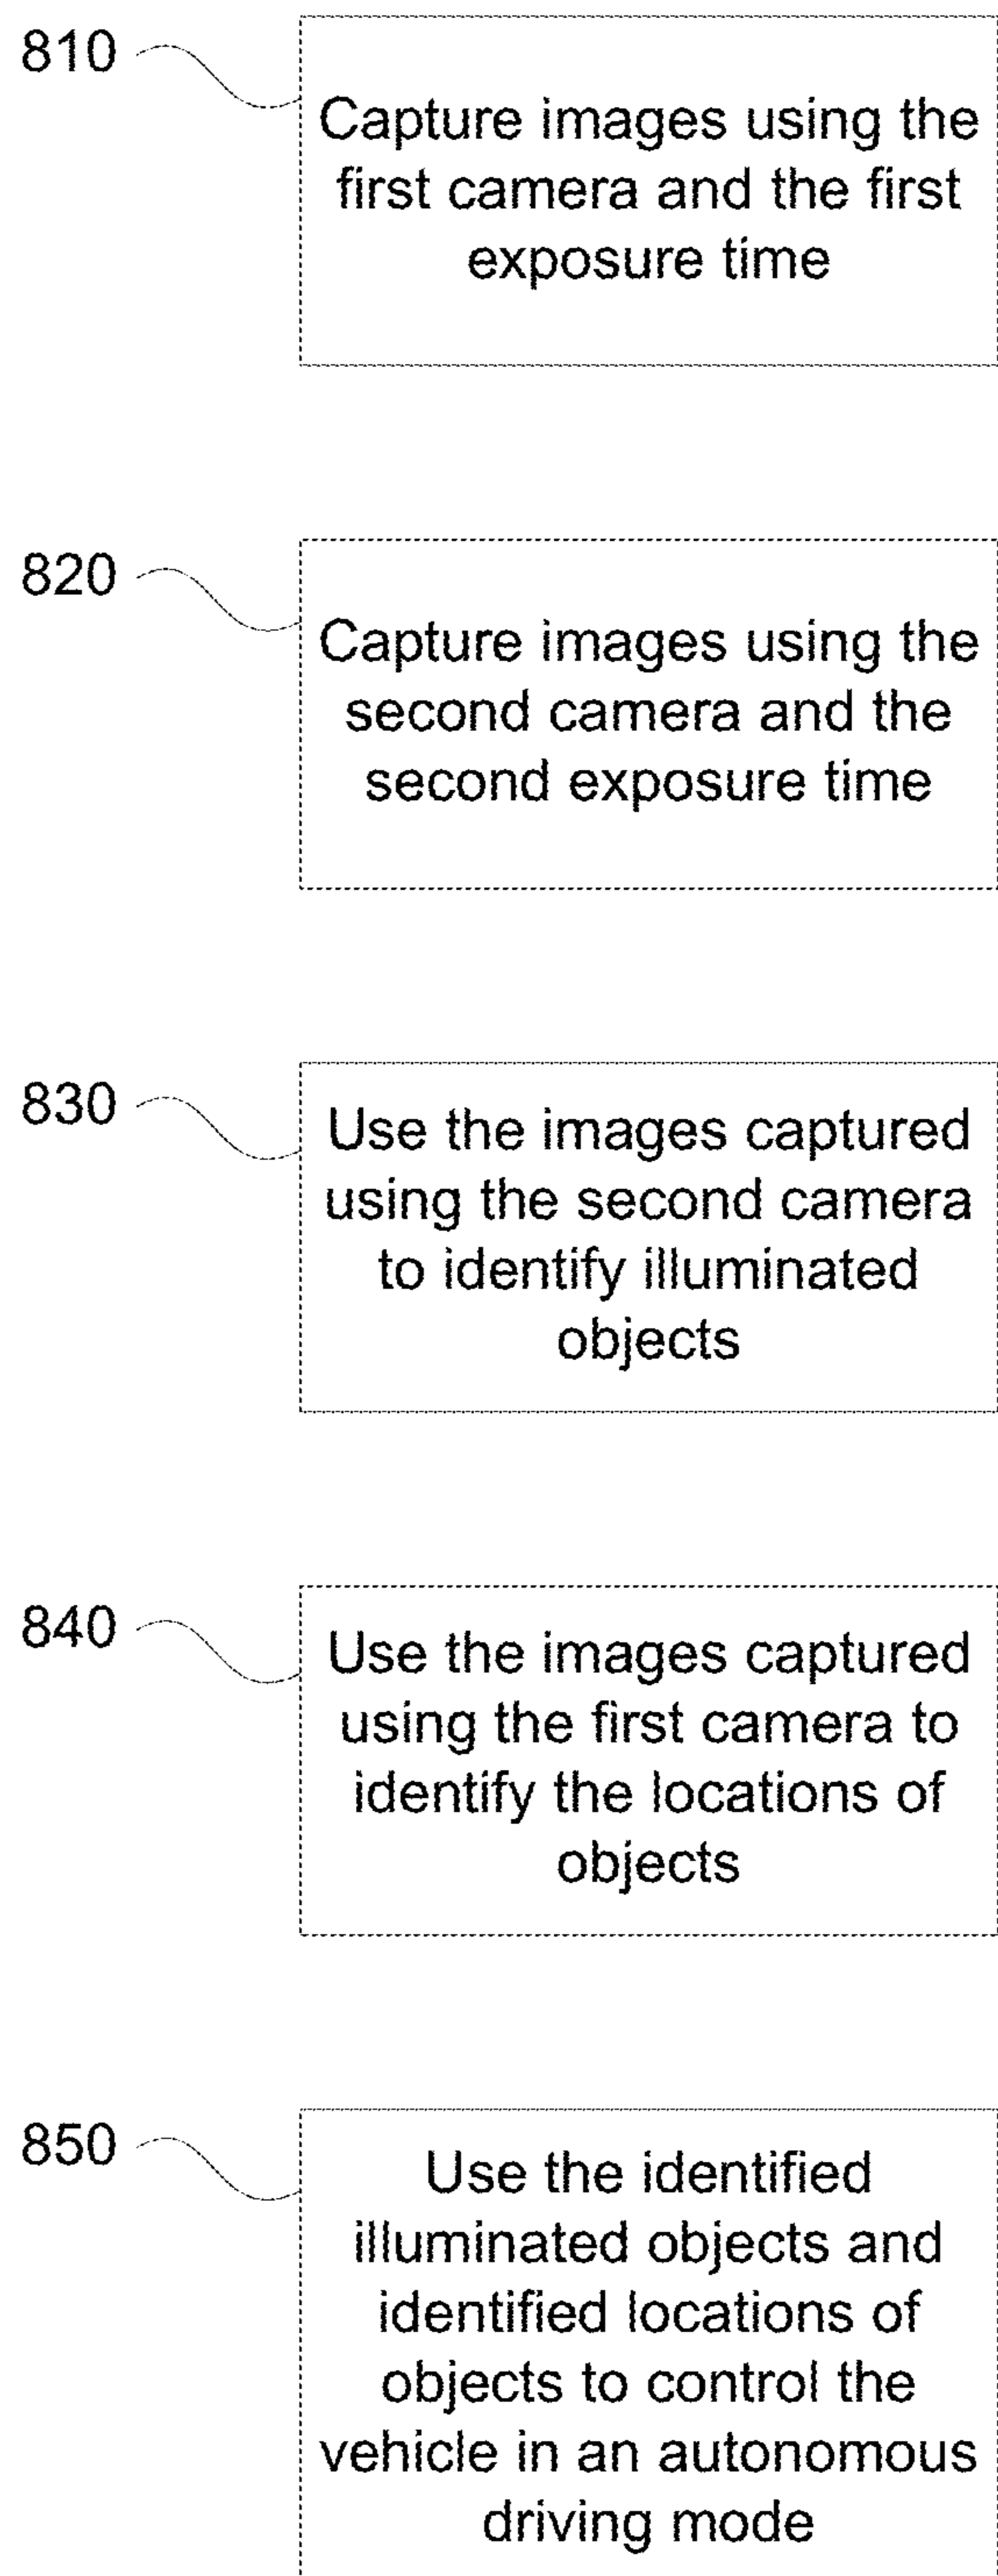 810
Capture images using the
first camera and the first
exposure time
820
Capture images using the
second camera and the
second exposure time
830
Use the images captured
using the second camera
to identify illuminated
objects
840
Use the images captured
using the first camera to
identify the locations of
objects
850
Use the identified
illuminated objects and
identified locations of
objects to control the
vehicle in an autonomous
driving mode